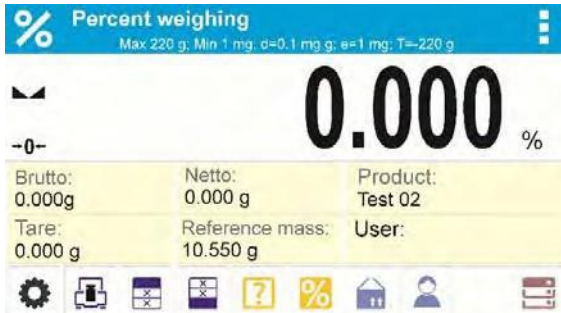 % Percent weighing
Max 220 g; Min 1 mg; d=0.1 mg g; e=1 mg; T=-220 g
0.000 %
→0←
Brutto: Netto: Product:
0.000g 0.000 g Test 02
Tare: Reference mass: User:
0.000 g 10.550 g
? %